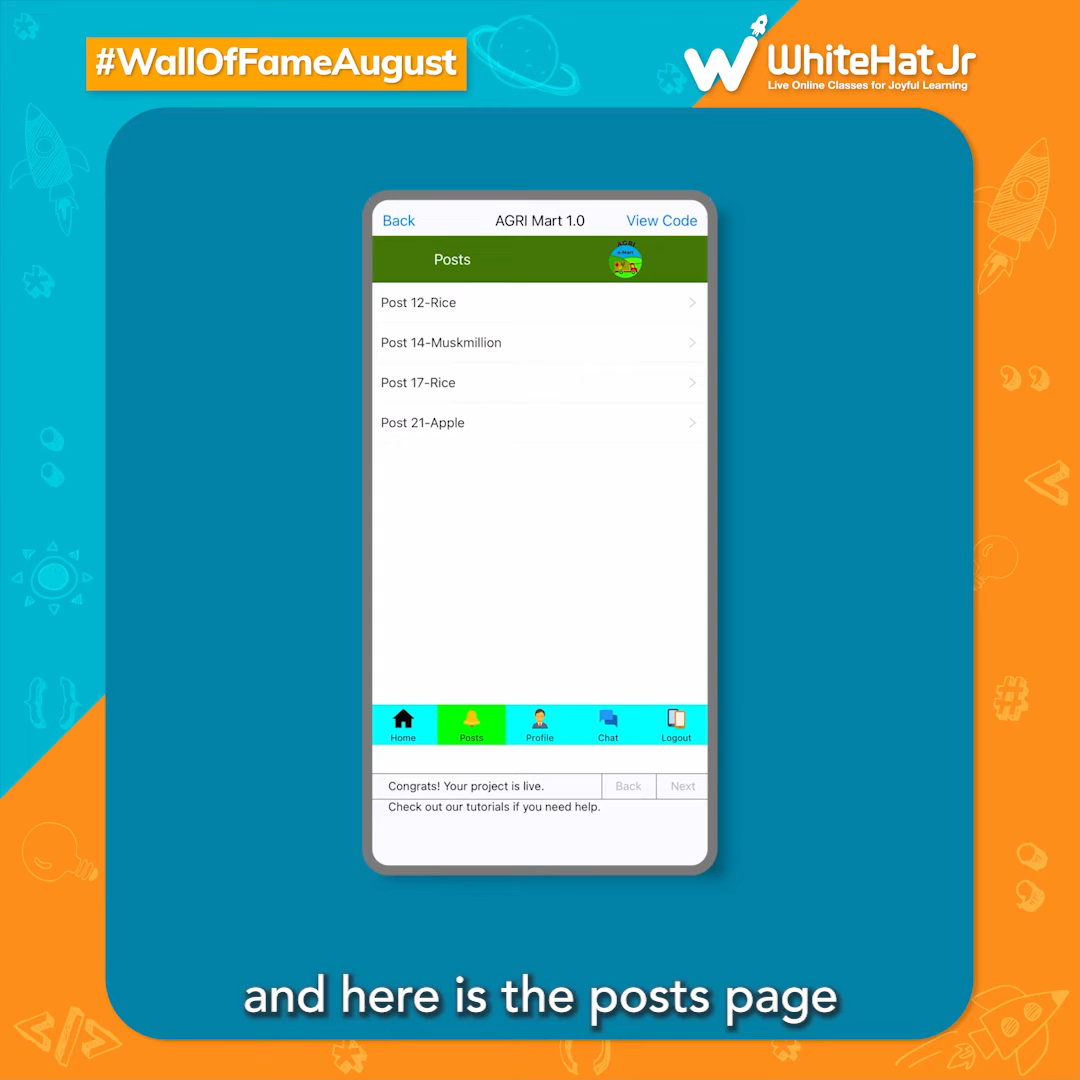 #WallOfFameAugust
WhiteHat Jr
Live Online Classes for Joyful Learning
Back AGRI Mart 1.0 View Code
Posts
AGRI
e-Mart
Post 12-Rice
Post 14-Muskmillion
Post 17-Rice
Post 21-Apple
Home Posts Profile Chat Logout
Congrats! Your project is live. Back Next
Check out our tutorials if you need help.
and here is the posts page